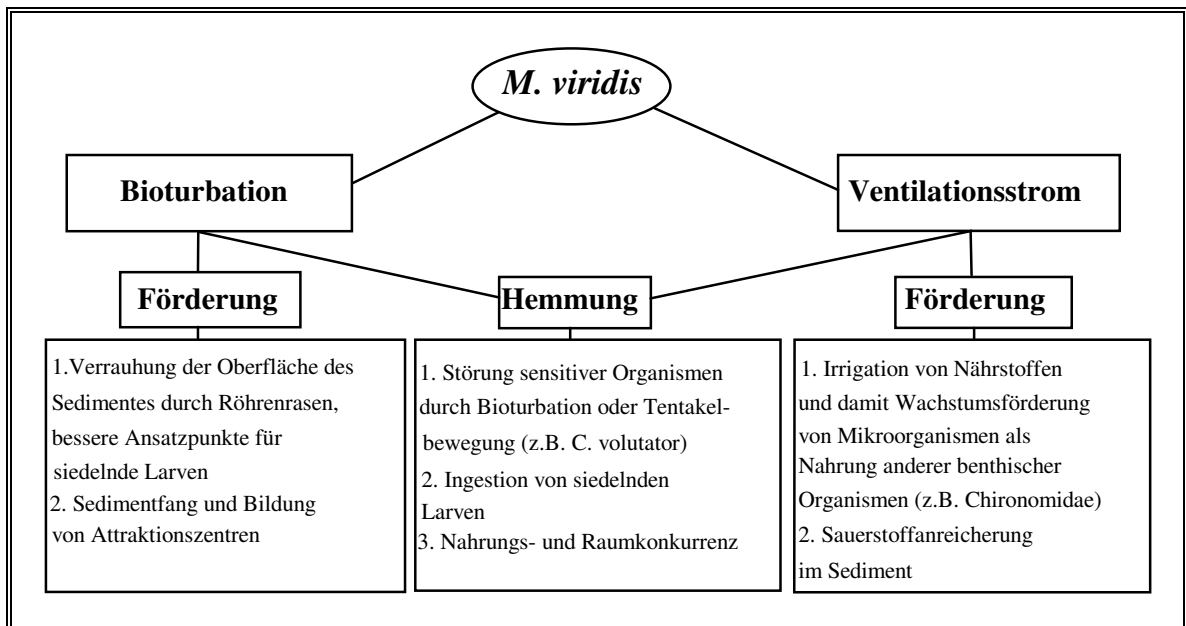 M. viridis
Bioturbation
Ventilationsstrom
Förderung
Hemmung
Förderung
1.Verrauhung der Oberfläche des
Sedimentes durch Röhrenrasen,
bessere Ansatzpunkte für
siedelnde Larven
2. Sedimentfang und Bildung
von Attraktionszentren
1. Störung sensitiver Organismen
durch Bioturbation oder Tentakel-
bewegung (z.B. C. volutator)
2. Ingestion von siedelnden
Larven
3. Nahrungs- und Raumkonkurrenz
1. Irrigation von Nährstoffen
und damit Wachstumsförderung
von Mikroorganismen als
Nahrung anderer benthischer
Organismen (z.B. Chironomidae)
2. Sauerstoffanreicherung
im Sediment